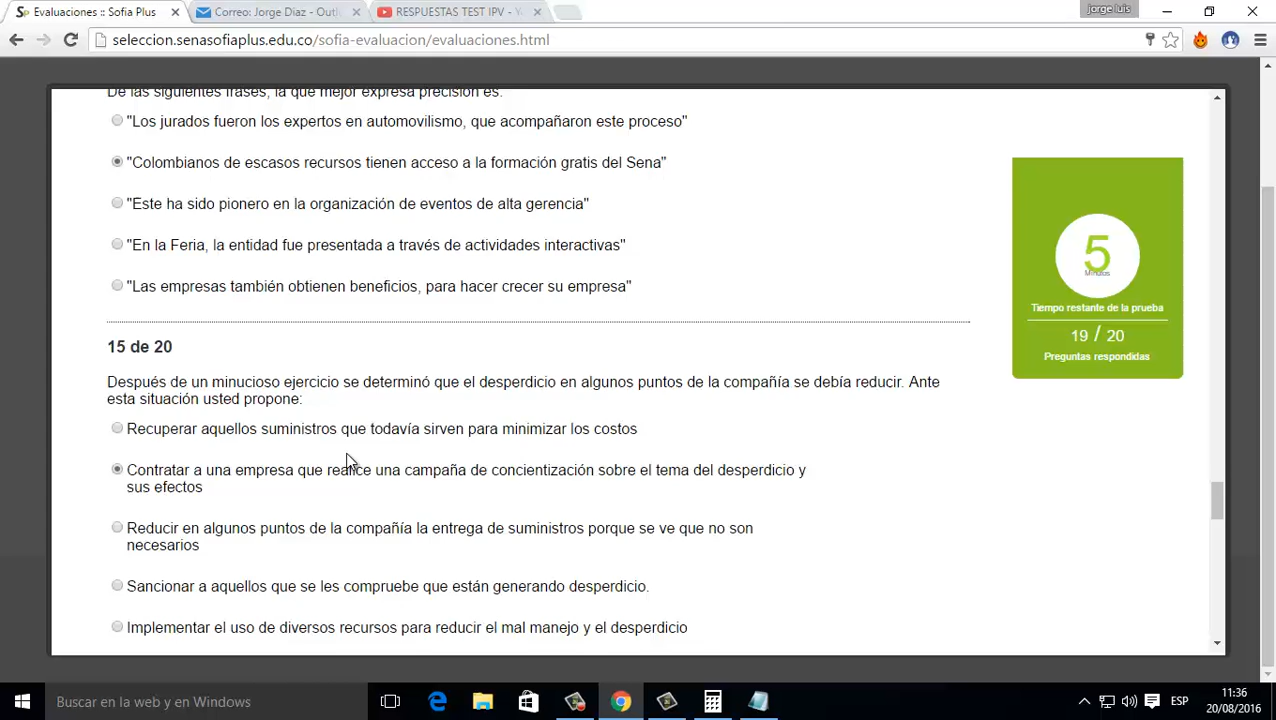 Evaluaciones :: Sofia Plus
Correo: Jorge Diaz - Outl
RESPUESTAS TEST IPV - Y
jorge luis
seleccion.senasofiaplus.edu.co/sofia-evaluacion/evaluaciones.html
De las siguientes frases, la que mejor expresa precisión es:
"Los jurados fueron los expertos en automovilismo, que acompañaron este proceso"
"Colombianos de escasos recursos tienen acceso a la formación gratis del Sena"
"Este ha sido pionero en la organización de eventos de alta gerencia"
"En la Feria, la entidad fue presentada a través de actividades interactivas"
"Las empresas también obtienen beneficios, para hacer crecer su empresa"
5
Minutos
Tiempo restante de la prueba
19 / 20
Preguntas respondidas
15 de 20
Después de un minucioso ejercicio se determinó que el desperdicio en algunos puntos de la compañía se debía reducir. Ante
esta situación usted propone:
Recuperar aquellos suministros que todavía sirven para minimizar los costos
Contratar a una empresa que realice una campaña de concientización sobre el tema del desperdicio y
sus efectos
Reducir en algunos puntos de la compañía la entrega de suministros porque se ve que no son
necesarios
Sancionar a aquellos que se les compruebe que están generando desperdicio.
Implementar el uso de diversos recursos para reducir el mal manejo y el desperdicio
Buscar en la web y en Windows
ESP
11:36
20/08/2016